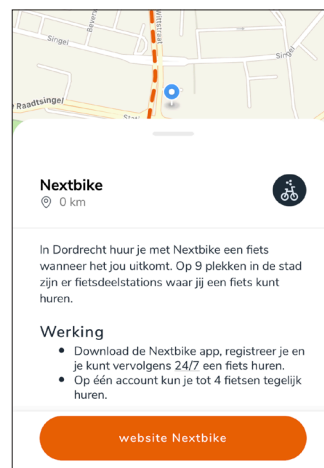 Singel
Singel
Raadtsingel
Nextbike
0 km
In Dordrecht huur je met Nextbike een fiets
wanneer het jou uitkomt. Op 9 plekken in de stad
zijn er fietsdeelstations waar jij een fiets kunt
huren.
Werking
• Download de Nextbike app, registreer je en
je kunt vervolgens 24/7 een fiets huren.
• Op één account kun je tot 4 fietsen tegelijk
huren.
website Nextbike